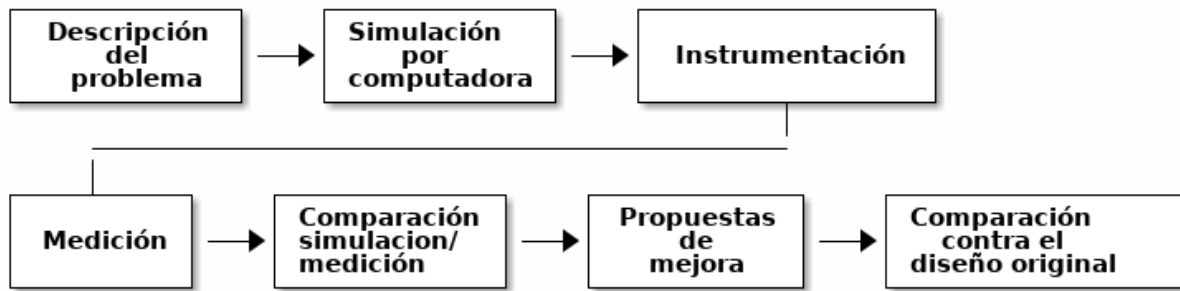 Descripción
del
problema
Simulación
por
computadora
Instrumentación
Medición
Comparación
simulacion/
medición
Propuestas
de
mejora
Comparación
contra el
diseño original